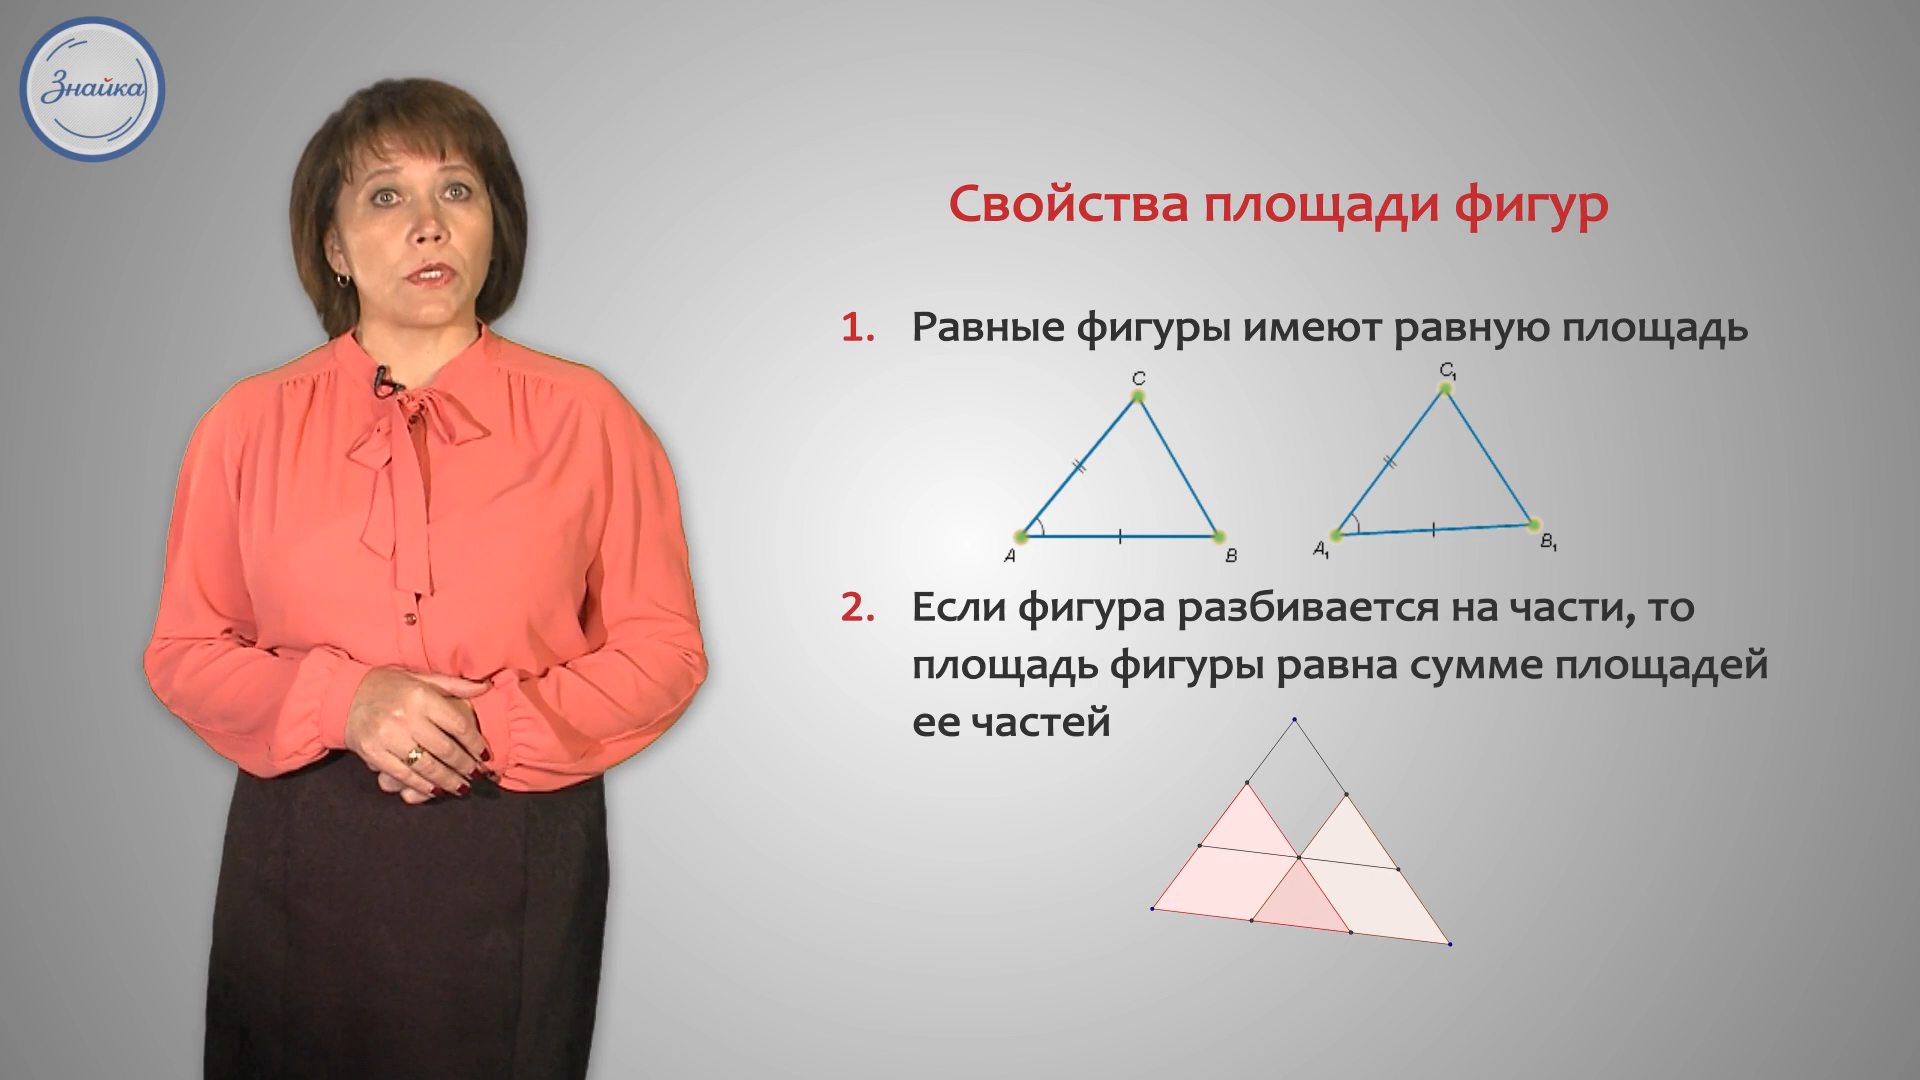 Знайка
Свойства площади фигур
1. Равные фигуры имеют равную площадь
C
C₁
A
B
A₁
B₁
2. Если фигура разбивается на части, то
площадь фигуры равна сумме площадей
ее частей